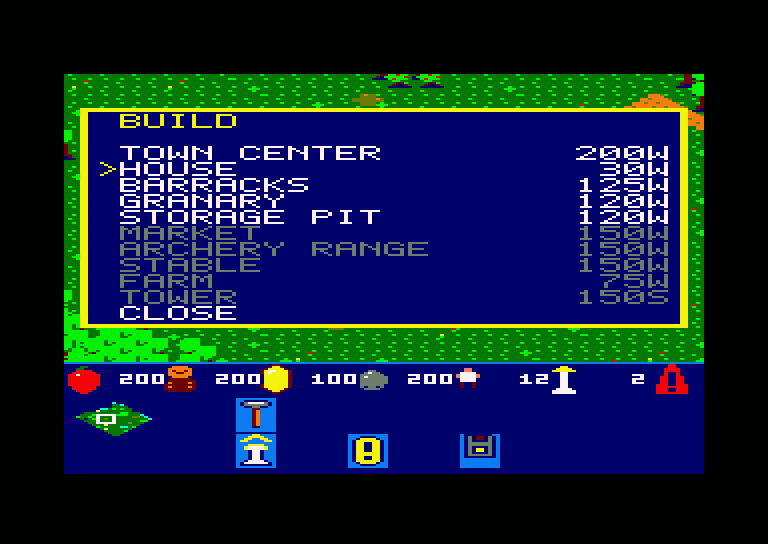 BUILD
TOWN CENTER 200W
>HOUSE 30W
BARRACKS 125W
GRANARY 120W
STORAGE PIT 120W
MARKET 150W
ARCHERY RANGE 150W
STABLE 150W
FARM 75W
TOWER 150S
CLOSE
200 200 100 200 12 2